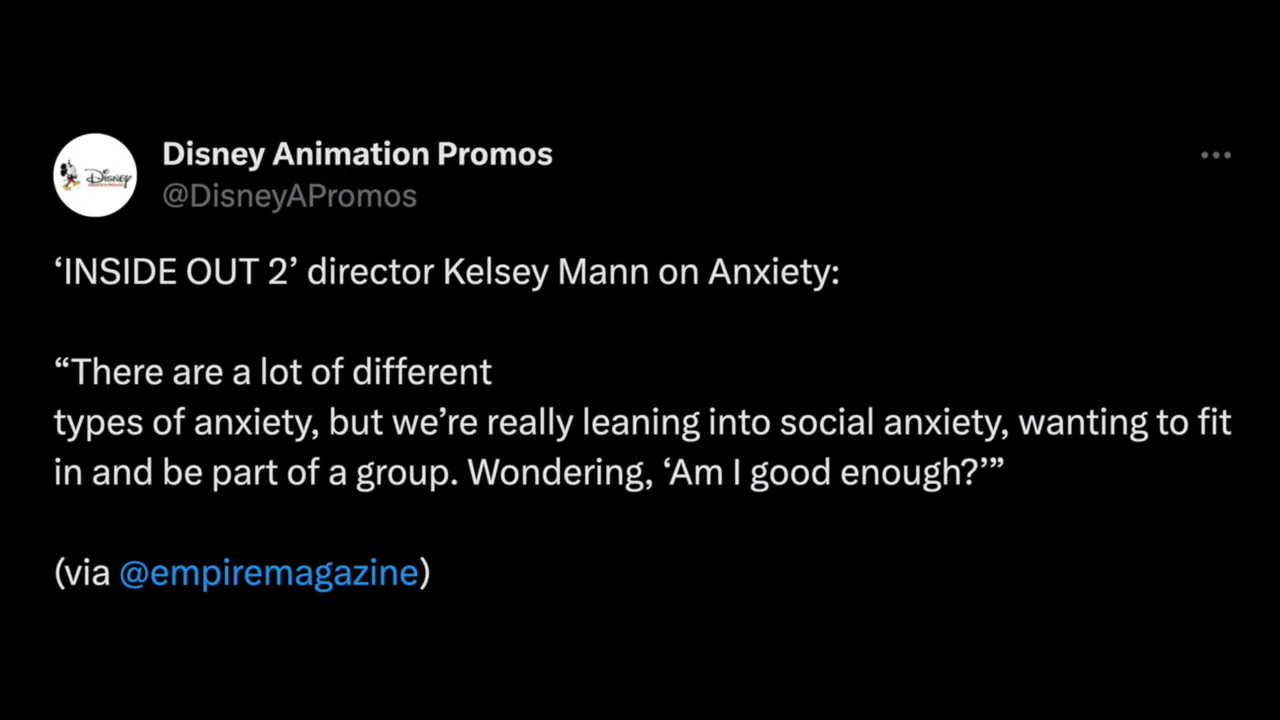 Disney Animation Promos
@DisneyAPromos
‘INSIDE OUT 2’ director Kelsey Mann on Anxiety:
“There are a lot of different
types of anxiety, but we’re really leaning into social anxiety, wanting to fit
in and be part of a group. Wondering, ‘Am I good enough?’”
(via @empiremagazine)